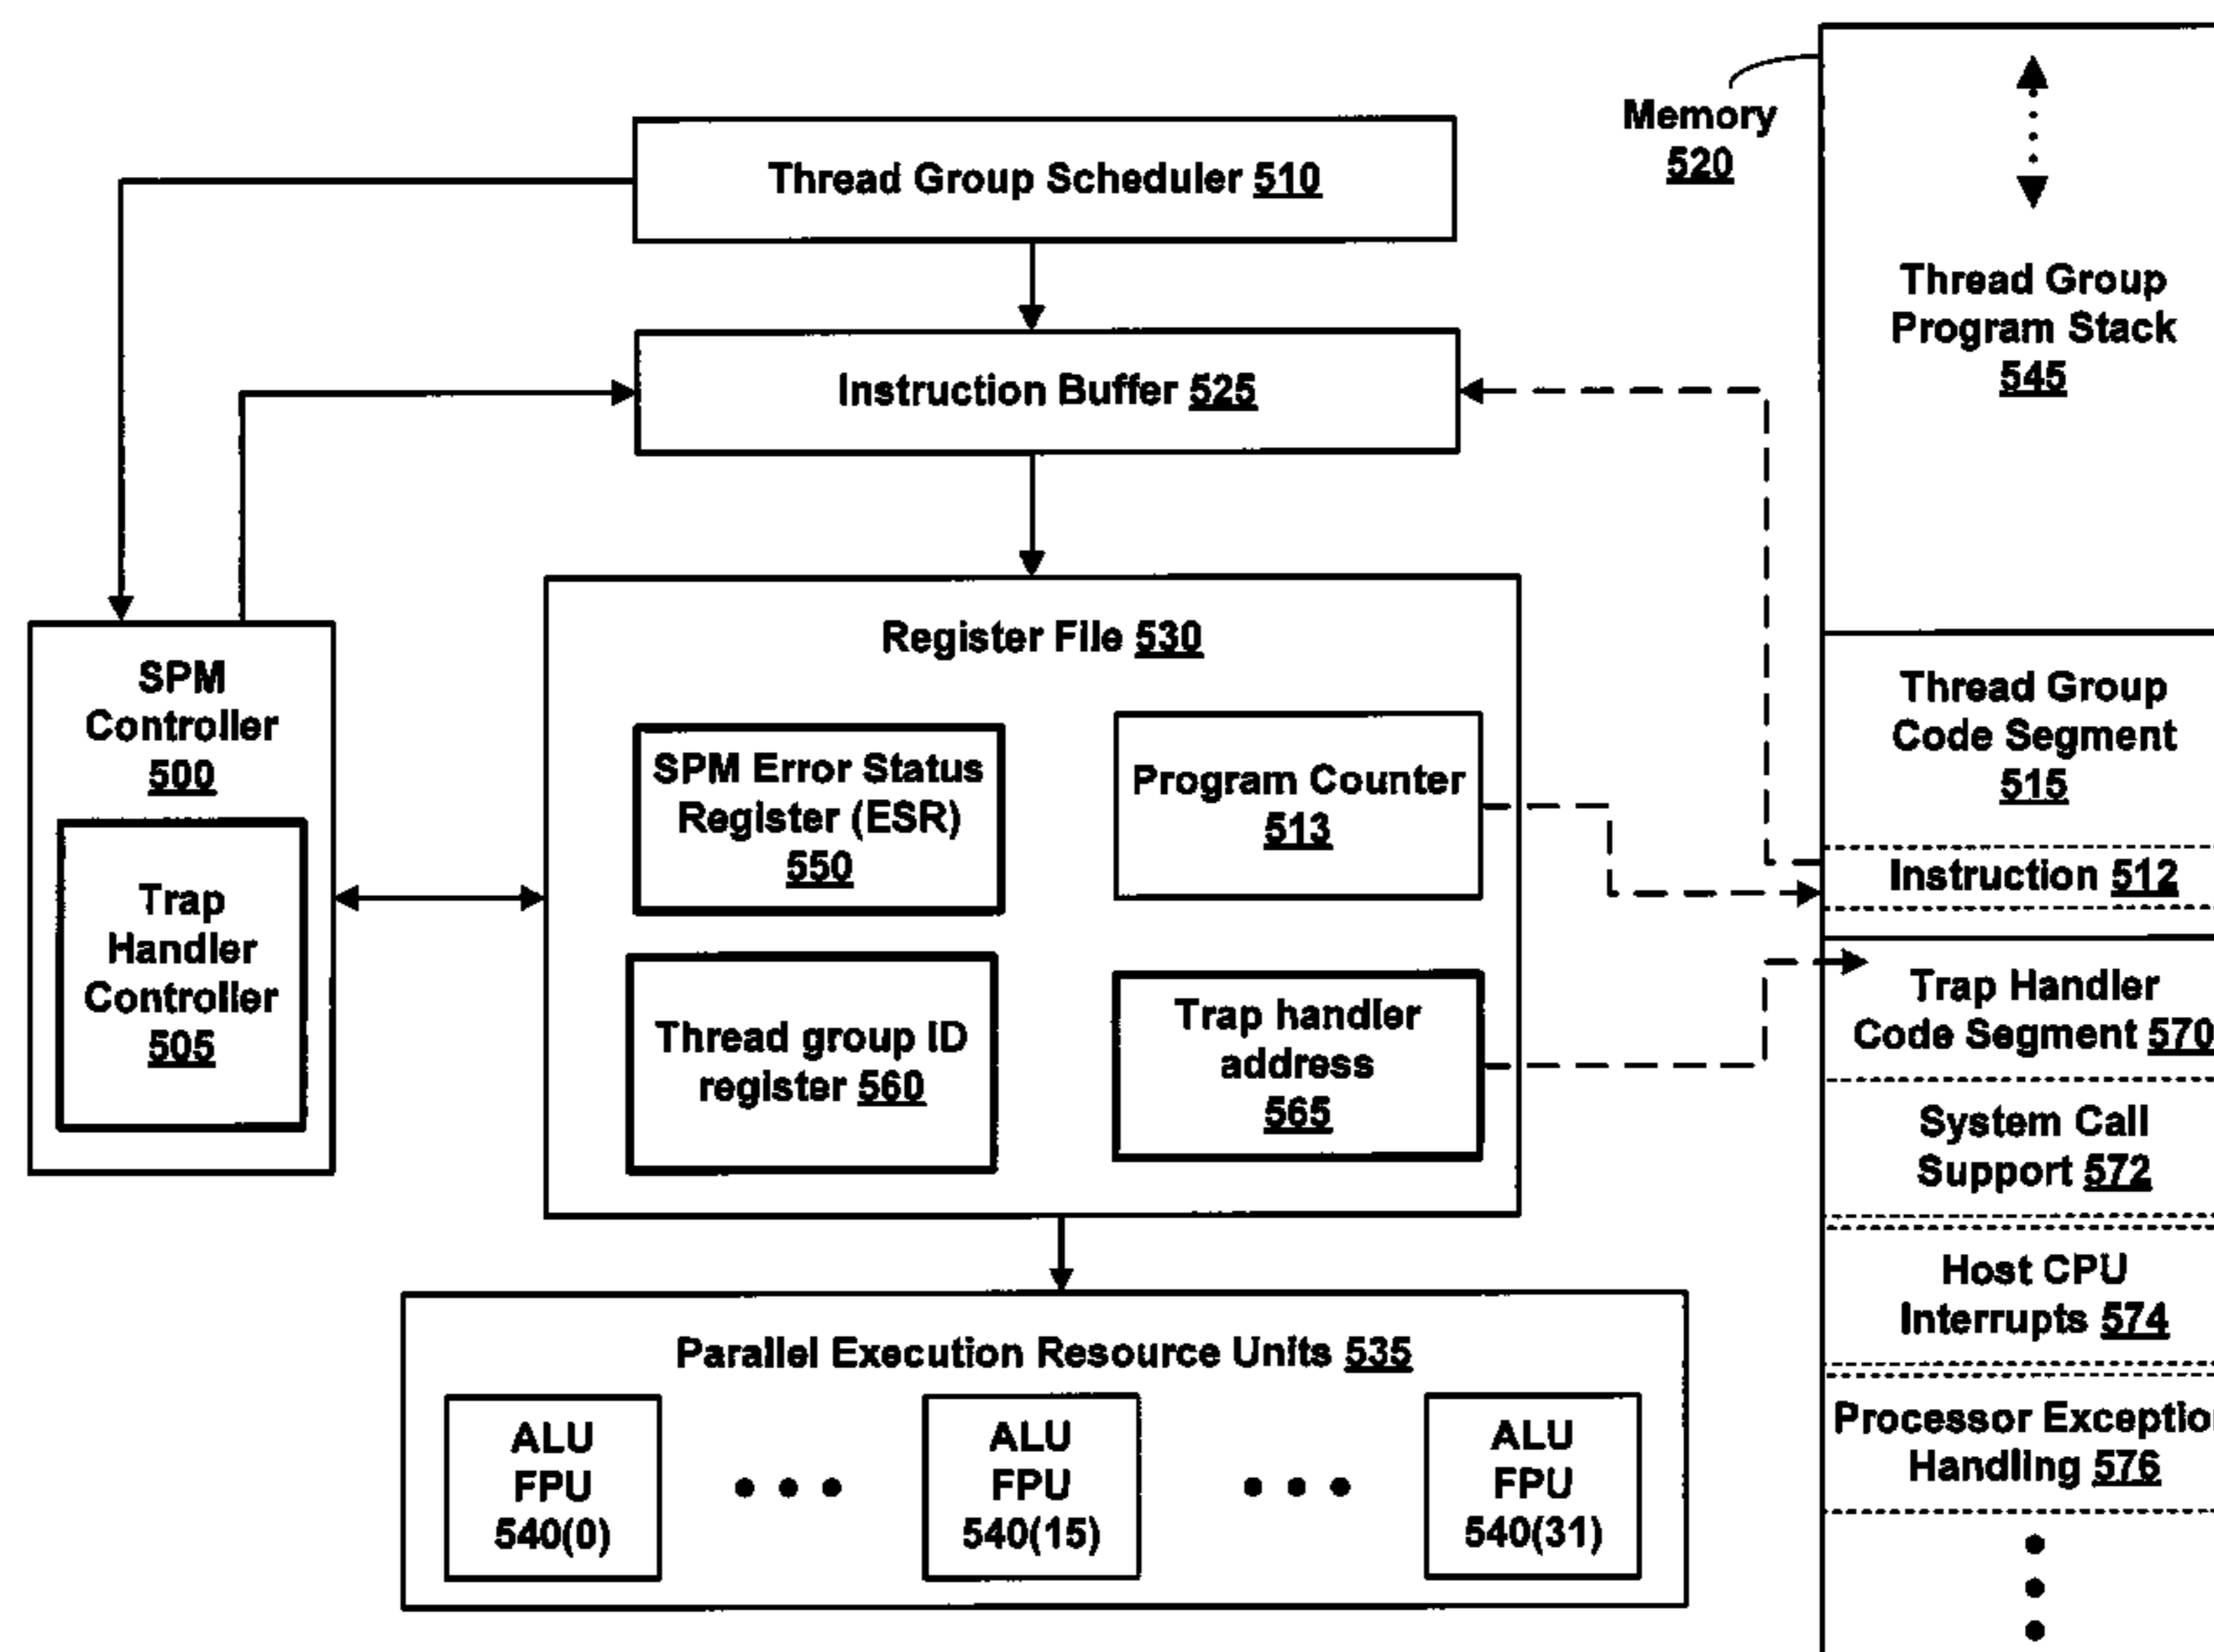 Thread Group Scheduler 510
Instruction Buffer 525
SPM
Controller
500
Trap
Handler
Controller
505
Register File 530
SPM Error Status
Register (ESR)
550
Program Counter
513
Thread group ID
register 560
Trap handler
address
565
Parallel Execution Resource Units 535
ALU
FPU
540(0)
ALU
FPU
540(15)
ALU
FPU
540(31)
Memory
520
Thread Group
Program Stack
545
Thread Group
Code Segment
515
Instruction 512
Trap Handler
Code Segment 570
System Call
Support 572
Host CPU
Interrupts 574
Processor Exceptio
Handling 576